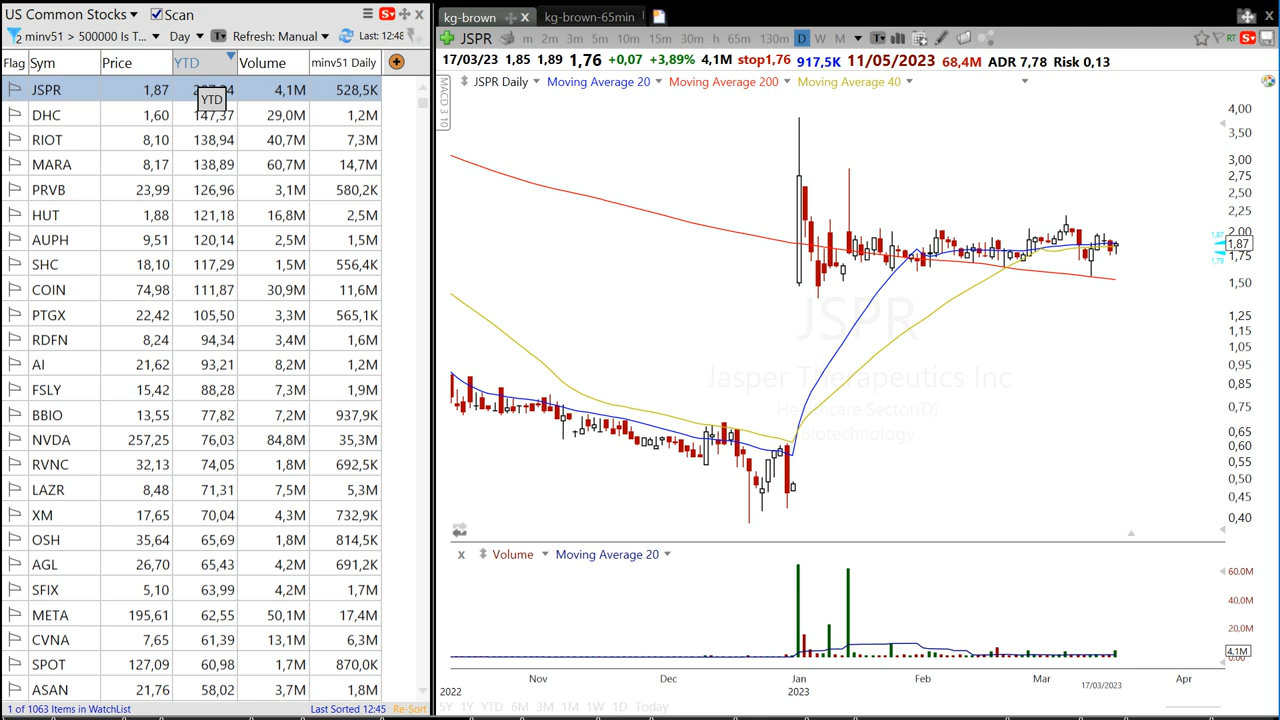 US Common Stocks Scan
minv51 > 500000 Is T... Day Refresh: Manual Last: 12:48
Flag Sym Price YTD Volume minv51 Daily
JSPR 1,87 4,1M 528,5K
YTD
DHC 1,60 147,37 29,0M 1,2M
RIOT 8,10 138,94 40,7M 7,3M
MARA 8,17 138,89 60,7M 14,7M
PRVB 23,99 126,96 3,1M 580,2K
HUT 1,88 121,18 16,8M 2,5M
AUPH 9,51 120,14 2,5M 1,5M
SHC 18,10 117,29 1,5M 556,4K
COIN 74,98 111,87 30,9M 11,6M
PTGX 22,42 105,50 3,3M 565,1K
RDFN 8,24 94,34 3,4M 1,6M
AI 21,62 93,21 8,2M 1,2M
FSLY 15,42 88,28 7,3M 1,9M
BBIO 13,55 77,82 7,2M 937,9K
NVDA 257,25 76,03 84,8M 35,3M
RVNC 32,13 74,05 1,8M 692,5K
LAZR 8,48 71,31 7,5M 5,3M
XM 17,65 70,04 4,3M 732,9K
OSH 35,64 65,69 1,8M 814,5K
AGL 26,70 65,43 4,2M 691,2K
SFIX 5,10 63,99 4,2M 1,7M
META 195,61 62,55 50,1M 17,4M
CVNA 7,65 61,39 13,1M 6,3M
SPOT 127,09 60,98 1,7M 870,0K
ASAN 21,76 58,02 3,7M 1,8M
1 of 1063 Items in WatchList Last Sorted 12:45 Re-Sort
kg-brown kg-brown-65min
JSPR m 2m 3m 5m 10m 15m 30m h 65m 130m D W M RT
17/03/23 1,85 1,89 1,76 +0,07 +3,89% 4,1M stop1,76 917,5K 11/05/2023 68,4M ADR 7,78 Risk 0,13
JSPR Daily Moving Average 20 Moving Average 200 Moving Average 40
MACD 3 10
4,00
3,50
3,00
2,75
2,50
2,25
2,00
1,87
1,87
1,75
1,79
1,50
1,25
1,15
1,05
0,95
0,85
0,75
0,65
0,60
0,55
0,50
0,45
0,40
JSPR
Jasper Therapeutics Inc
Healthcare Sector(D)
Biotechnology
Volume Moving Average 20
60.0M
40.0M
20.0M
4.1M
Nov Dec Jan Feb Mar Apr
2022 2023 17/03/2023
5Y 1Y YTD 6M 3M 1M 1W 1D Today